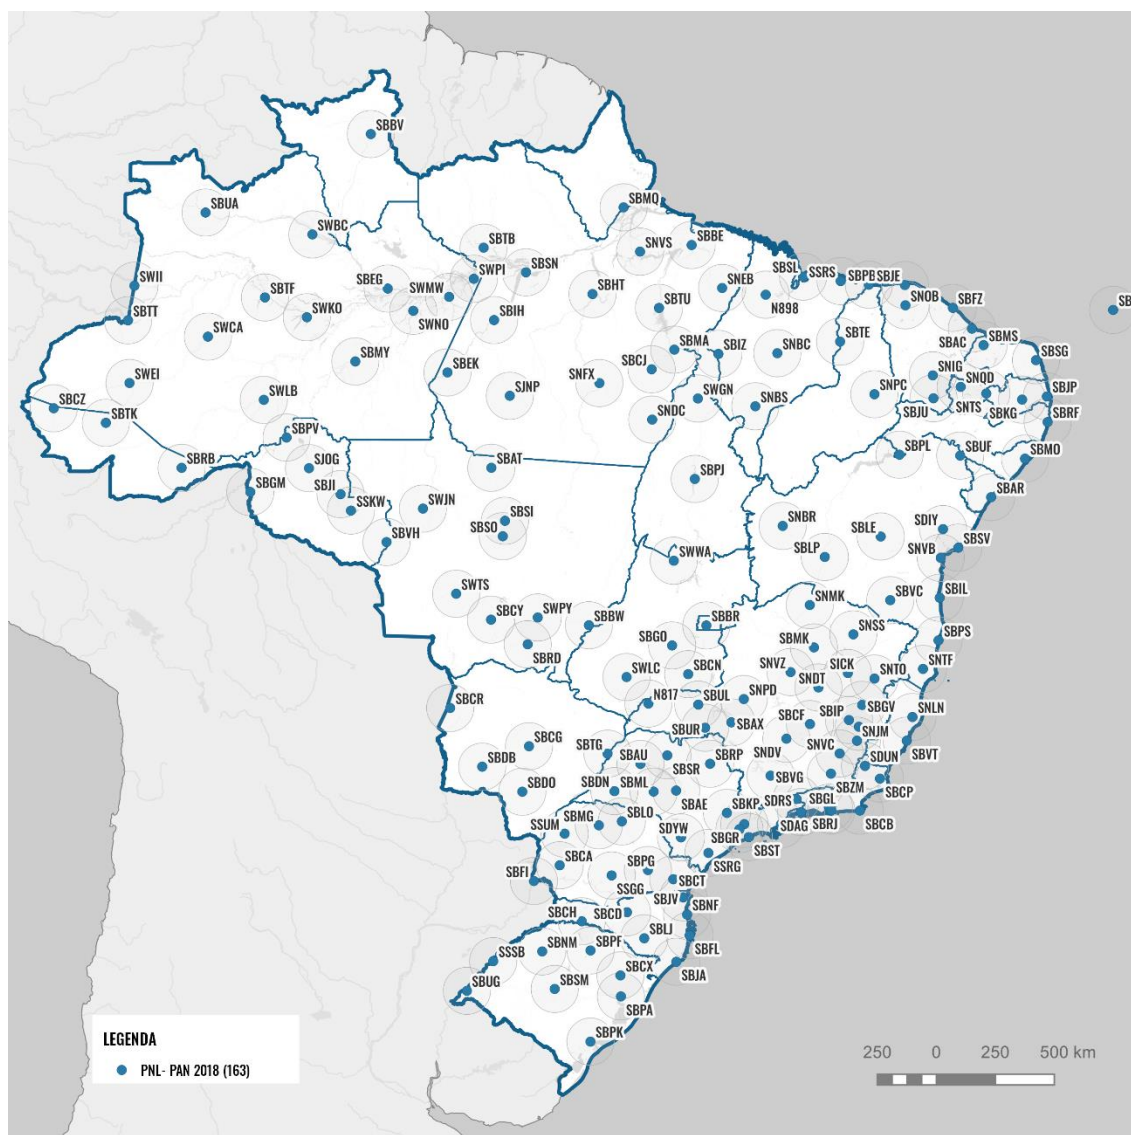 SBBV
SBUA
SBMQ
SWBC
SBTB
SNVS
SBBE
SBSN
SWPI
SBSL
SSRS
SBPB
SBJE
SWII
SBEG
SBTF
SWMW
SBHT
SNEB
SNOB
SBFZ
SB
SBTT
SWKO
SWNO
SBIH
SBTU
N898
SWCA
SBTE
SBAC
SBMS
SBMA
SBIZ
SNBC
SBSG
SBMY
SBEK
SBCJ
SWEI
SNFX
SNIG
SNQD
SWLB
SJNP
SWGN
SNPC
SBJP
SBCZ
SNBS
SBJU
SNTS
SBKG
SBTK
SNDC
SBRF
SBPV
SBPL
SBUF
SBMO
SBRB
SJOG
SBAT
SBPJ
SBGM
SBJI
SBAR
SSKW
SWJN
SBSI
SBSO
SNBR
SBLE
SDIY
SBVH
SBLP
SBSV
SNVB
SWWA
SWTS
SNMK
SBVC
SBIL
SBCY
SWPY
SBBW
SBBR
SNSS
SBRD
SBGO
SBMK
SBPS
SWLC
SBCN
SNVZ
SICK
SNTO
SNTF
SNDT
SBCR
N817
SBUL
SNPD
SBCF
SBIP
SBGV
SNLN
SBUR
SBAX
SNJM
SBCG
SBTG
SBAU
SBRP
SNDV
SNVC
SBVT
SBDB
SBSR
SDUN
SBDO
SBDN
SBML
SBVG
SBZM
SBCP
SBAE
SBKP
SDRS
SBGL
SBMG
SBLO
SSUM
SDYW
SBGR
SDAG
SBRJ
SBCB
SBST
SBCA
SBPG
SSRG
SBFI
SSGG
SBCT
SBJV
SBCH
SBCD
SBNF
SBNM
SBPF
SBLJ
SBFL
SSSB
SBCX
SBJA
SBUG
SBSM
SBPA
SBPK
LEGENDA
PNL- PAN 2018 (163)
250 0 250 500 km